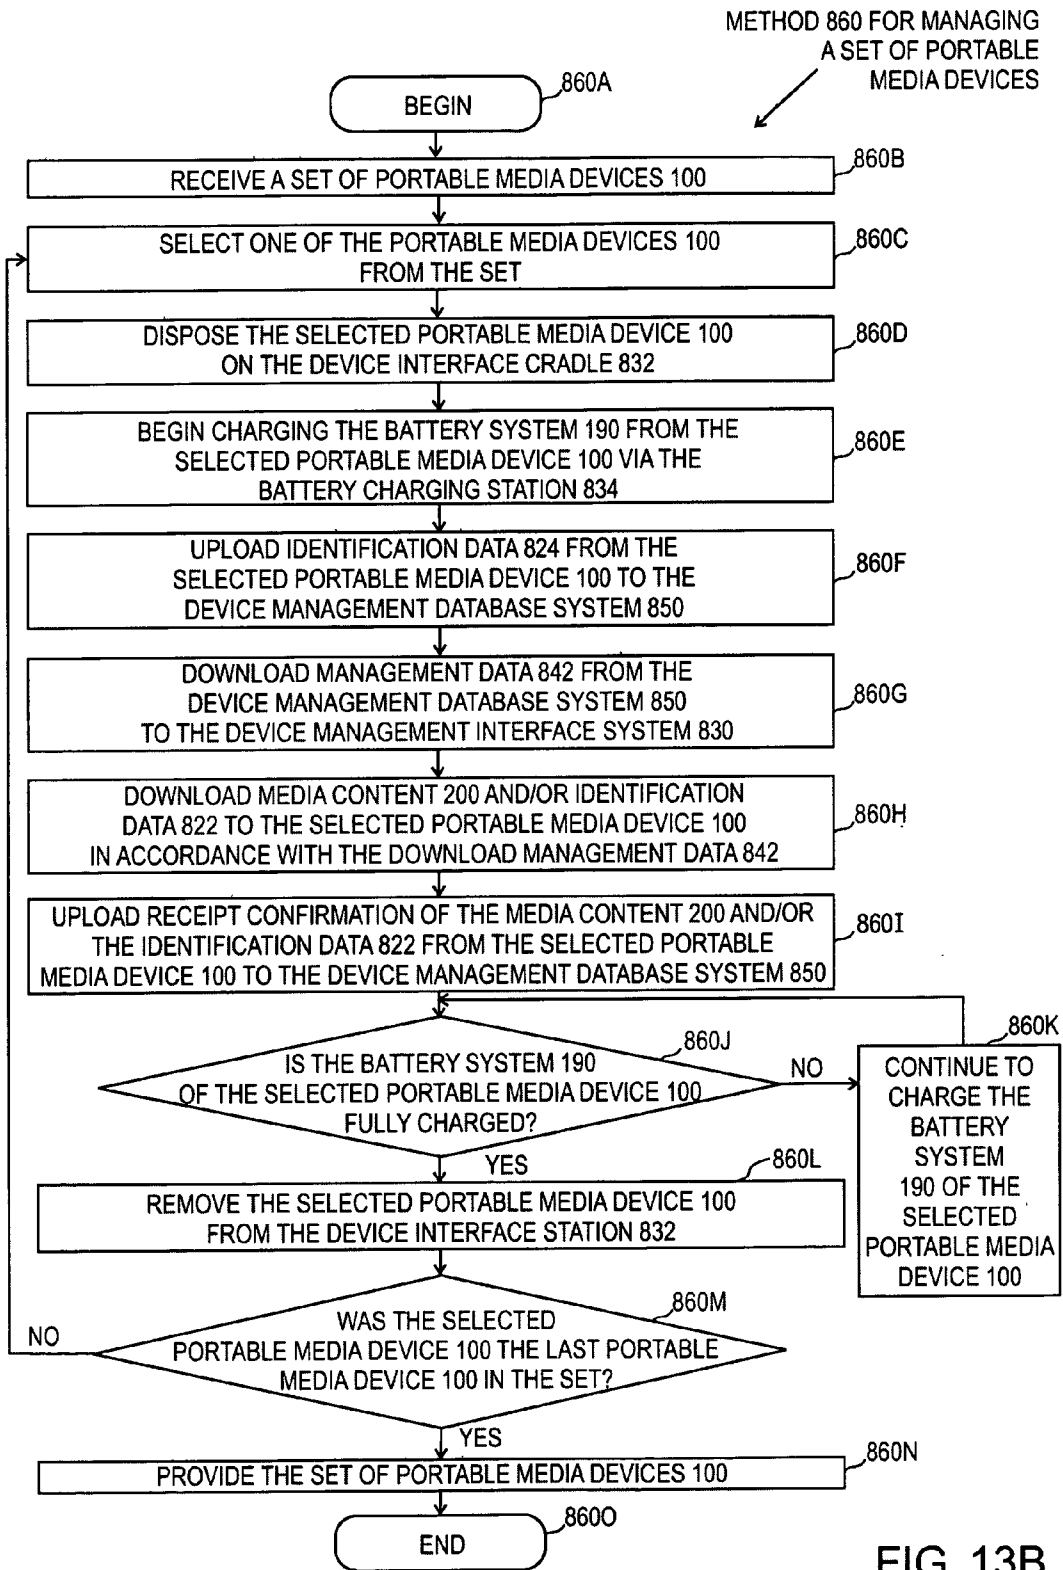 METHOD 860 FOR MANAGING
A SET OF PORTABLE
MEDIA DEVICES
BEGIN
860A
RECEIVE A SET OF PORTABLE MEDIA DEVICES 100
860B
SELECT ONE OF THE PORTABLE MEDIA DEVICES 100
FROM THE SET
860C
DISPOSE THE SELECTED PORTABLE MEDIA DEVICE 100
ON THE DEVICE INTERFACE CRADLE 832
860D
BEGIN CHARGING THE BATTERY SYSTEM 190 FROM THE
SELECTED PORTABLE MEDIA DEVICE 100 VIA THE
BATTERY CHARGING STATION 834
860E
UPLOAD IDENTIFICATION DATA 824 FROM THE
SELECTED PORTABLE MEDIA DEVICE 100 TO THE
DEVICE MANAGEMENT DATABASE SYSTEM 850
860F
DOWNLOAD MANAGEMENT DATA 842 FROM THE
DEVICE MANAGEMENT DATABASE SYSTEM 850
TO THE DEVICE MANAGEMENT INTERFACE SYSTEM 830
860G
DOWNLOAD MEDIA CONTENT 200 AND/OR IDENTIFICATION
DATA 822 TO THE SELECTED PORTABLE MEDIA DEVICE 100
IN ACCORDANCE WITH THE DOWNLOAD MANAGEMENT DATA 842
860H
UPLOAD RECEIPT CONFIRMATION OF THE MEDIA CONTENT 200 AND/OR
THE IDENTIFICATION DATA 822 FROM THE SELECTED PORTABLE
MEDIA DEVICE 100 TO THE DEVICE MANAGEMENT DATABASE SYSTEM 850
860I
IS THE BATTERY SYSTEM 190
OF THE SELECTED PORTABLE MEDIA DEVICE 100
FULLY CHARGED?
860J
NO
860K
CONTINUE TO
CHARGE THE
BATTERY
SYSTEM
190 OF THE
SELECTED
PORTABLE MEDIA
DEVICE 100
YES
860L
REMOVE THE SELECTED PORTABLE MEDIA DEVICE 100
FROM THE DEVICE INTERFACE STATION 832
WAS THE SELECTED
PORTABLE MEDIA DEVICE 100 THE LAST PORTABLE
MEDIA DEVICE 100 IN THE SET?
860M
NO
YES
PROVIDE THE SET OF PORTABLE MEDIA DEVICES 100
860N
END
860O
FIG. 13B